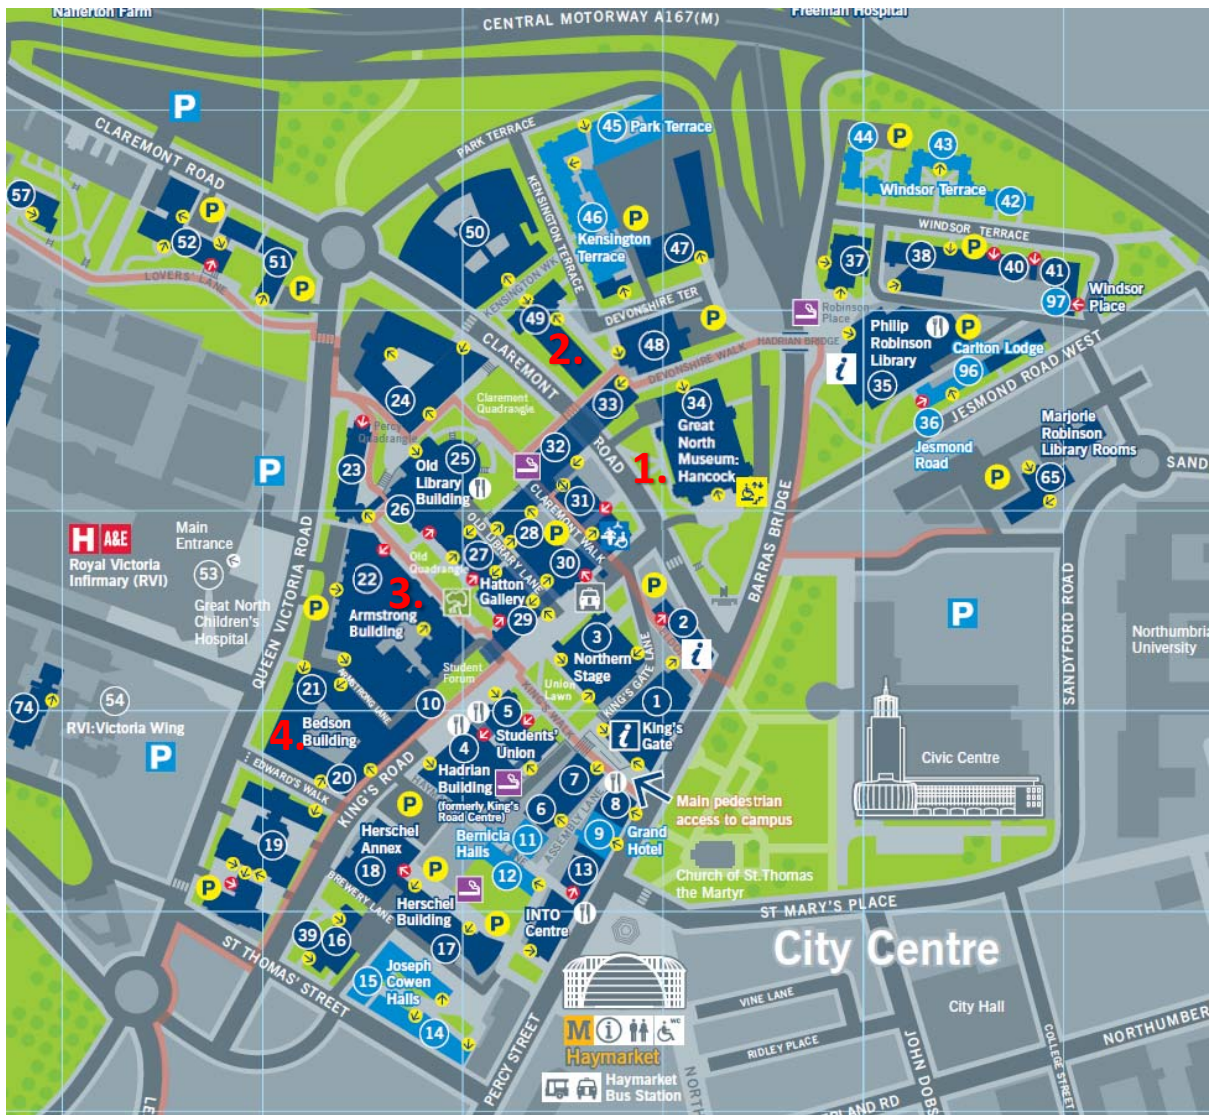 Nafferton Farm
CENTRAL MOTORWAY A167(M)
Freeman Hospital
P
CLAREMONT ROAD
PARK TERRACE
45 Park Terrace
44
P
43
Windsor Terrace
42
57
52
P
51
P
LOVERS' LANE
50
KENSINGTON TERRACE
46
Kensington
Terrace
P
47
WINDSOR TERRACE
37
38
P
40
41
97
Windsor
Place
KENSINGTON WK
49
DEVONSHIRE TER
P
48
Robinson
Place
HADRIAN BRIDGE
DEVONSHIRE WALK
Philip
Robinson
Library
35
P
Carlton Lodge
96
36
Jesmond
Road
JESMOND ROAD WEST
i
2.
CLAREMONT
ROAD
24
Claremont
Quadrangle
33
34
Great
North
Museum:
Hancock
1.
Marjorie
Robinson
Library Rooms
P
65
SAND
Percy
Quadrangle
23
25
Old
Library
Building
32
P
26
31
CLAREMONT WALK
OLD LIBRARY LANE
28
P
27
30
Old
Quadrangle
Hatton
Gallery
29
H A&E
Royal Victoria
Infirmary (RVI)
Main
Entrance
53
Great North
Children's
Hospital
QUEEN VICTORIA ROAD
P
22
3.
Armstrong
Building
BARRAS BRIDGE
P
2
i
3
Northern
Stage
KING'S GATE LANE
P
SANDYFORD ROAD
Northumbria
University
74
54
RVI:Victoria Wing
P
21
ARMSTRONG LANE
Student
Forum
10
Union
Lawn
KING'S WALK
1
i
King's
Gate
4.
Bedson
Building
20
EDWARD'S WALK
KING'S ROAD
5
Students'
Union
4
Hadrian
Building
(formerly King's
Road Centre)
7
6
8
ASSEMBLY LANE
Main pedestrian
access to campus
Civic Centre
P
19
P
Herschel
Annex
18
BREWERY LANE
P
Bernicia
Halls
11
12
9
Grand
Hotel
13
Church of St.Thomas
the Martyr
ST MARY'S PLACE
Herschel
Building
17
P
INTO
Centre
City Centre
39
16
ST THOMAS' STREET
15
Joseph
Cowen
Halls
14
PERCY STREET
M i WC
Haymarket
Haymarket
Bus Station
VINE LANE
RIDLEY PLACE
City Hall
JOHN DOBS
COLLEGE STREET
NORTHUMBER
NORTH